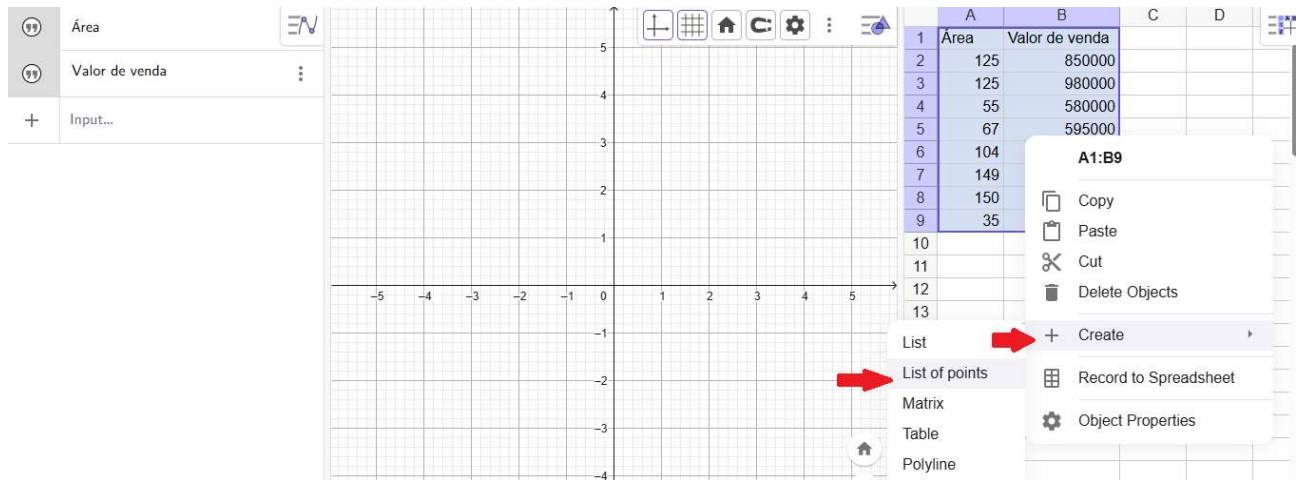 Área
Valor de venda
Input...
5
4
3
2
1
–5 –4 –3 –2 –1 0 1 2 3 4 5
–1
–2
–3
–4
A B C D
1 Área Valor de venda
2 125 850000
3 125 980000
4 55 580000
5 67 595000
6 104
7 149
8 150
9 35
10
11
12
13
A1:B9
Copy
Paste
Cut
Delete Objects
Create
Record to Spreadsheet
Object Properties
List
List of points
Matrix
Table
Polyline